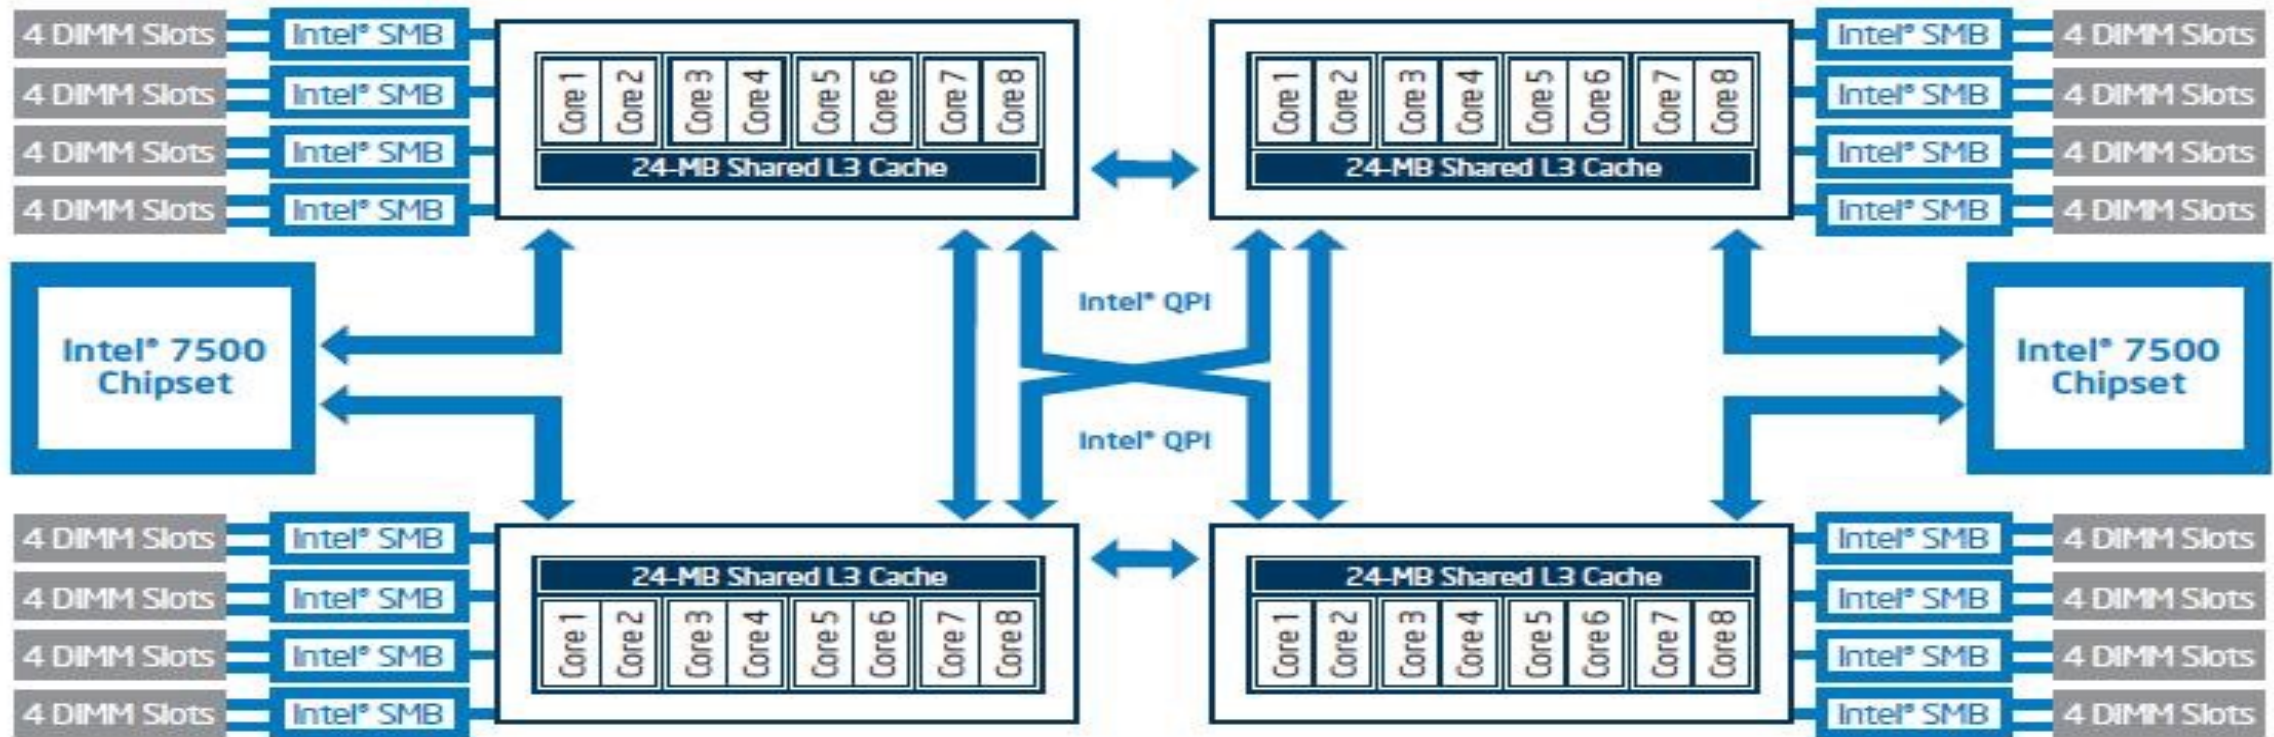 4 DIMM Slots Intel® SMB
4 DIMM Slots Intel® SMB
4 DIMM Slots Intel® SMB
4 DIMM Slots Intel® SMB
Core 1 Core 2 Core 3 Core 4 Core 5 Core 6 Core 7 Core 8
24-MB Shared L3 Cache
Core 1 Core 2 Core 3 Core 4 Core 5 Core 6 Core 7 Core 8
24-MB Shared L3 Cache
Intel® SMB 4 DIMM Slots
Intel® SMB 4 DIMM Slots
Intel® SMB 4 DIMM Slots
Intel® SMB 4 DIMM Slots
Intel® 7500
Chipset
Intel® QPI
Intel® QPI
Intel® 7500
Chipset
4 DIMM Slots Intel® SMB
4 DIMM Slots Intel® SMB
4 DIMM Slots Intel® SMB
4 DIMM Slots Intel® SMB
24-MB Shared L3 Cache
Core 1 Core 2 Core 3 Core 4 Core 5 Core 6 Core 7 Core 8
24-MB Shared L3 Cache
Core 1 Core 2 Core 3 Core 4 Core 5 Core 6 Core 7 Core 8
Intel® SMB 4 DIMM Slots
Intel® SMB 4 DIMM Slots
Intel® SMB 4 DIMM Slots
Intel® SMB 4 DIMM Slots